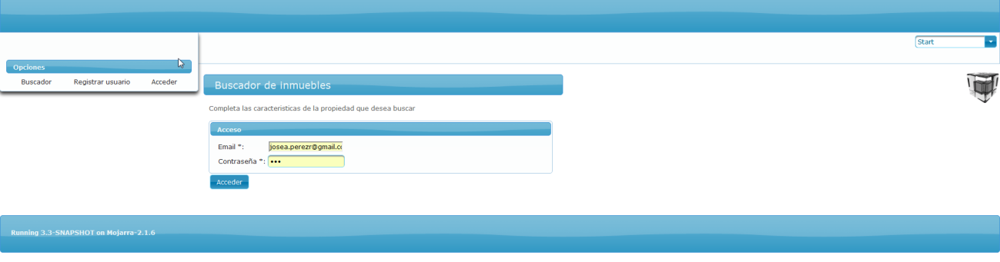 Start
Opciones
Buscador Registrar usuario Acceder
Buscador de Inmuebles
Completa las caracteristicas de la propiedad que desea buscar
Acceso
Email *: josea.perezr@gmail.c
Contraseña *: •••
Acceder
Running 3.3-SNAPSHOT on Mojarra-2.1.6